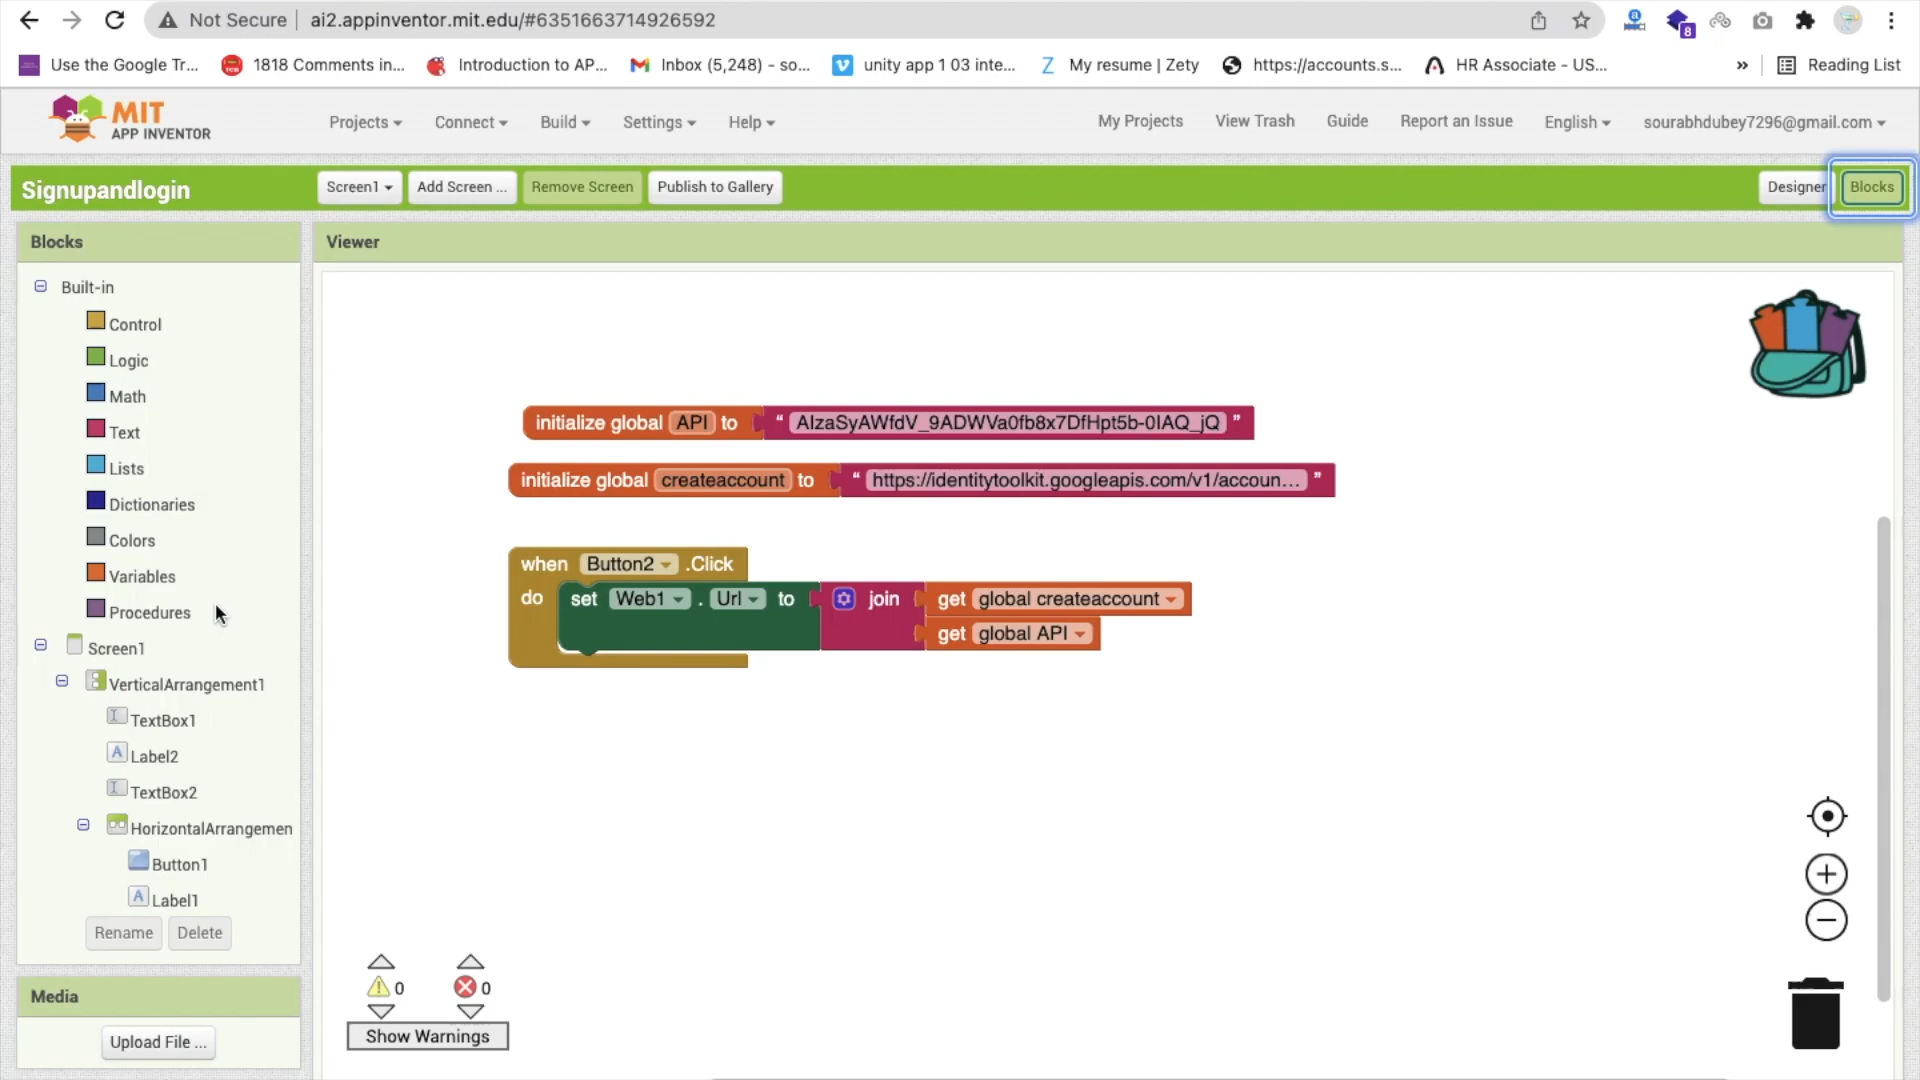 Not Secure
ai2.appinventor.mit.edu/#6351663714926592
8
Use the Google Tr...
1818 Comments in...
Introduction to AP...
Inbox (5,248) - so...
unity app 1 03 inte...
My resume | Zety
https://accounts.s...
HR Associate - US...
»
Reading List
MIT
APP INVENTOR
Projects
Connect
Build
Settings
Help
My Projects
View Trash
Guide
Report an Issue
English
sourabhdubey7296@gmail.com
Signupandlogin
Screen1
Add Screen ...
Remove Screen
Publish to Gallery
Designer
Blocks
Blocks
Viewer
Built-in
Control
Logic
Math
Text
Lists
Dictionaries
Colors
Variables
Procedures
Screen1
VerticalArrangement1
TextBox1
Label2
TextBox2
HorizontalArrangemen
Button1
Label1
Rename
Delete
Media
Upload File ...
initialize global API to " AIzaSyAWfdV_9ADWVa0fb8x7DfHpt5b-0IAQ_jQ "
initialize global createaccount to " https://identitytoolkit.googleapis.com/v1/accoun... "
when Button2 .Click
do set Web1 . Url to join get global createaccount
get global API
0
0
Show Warnings